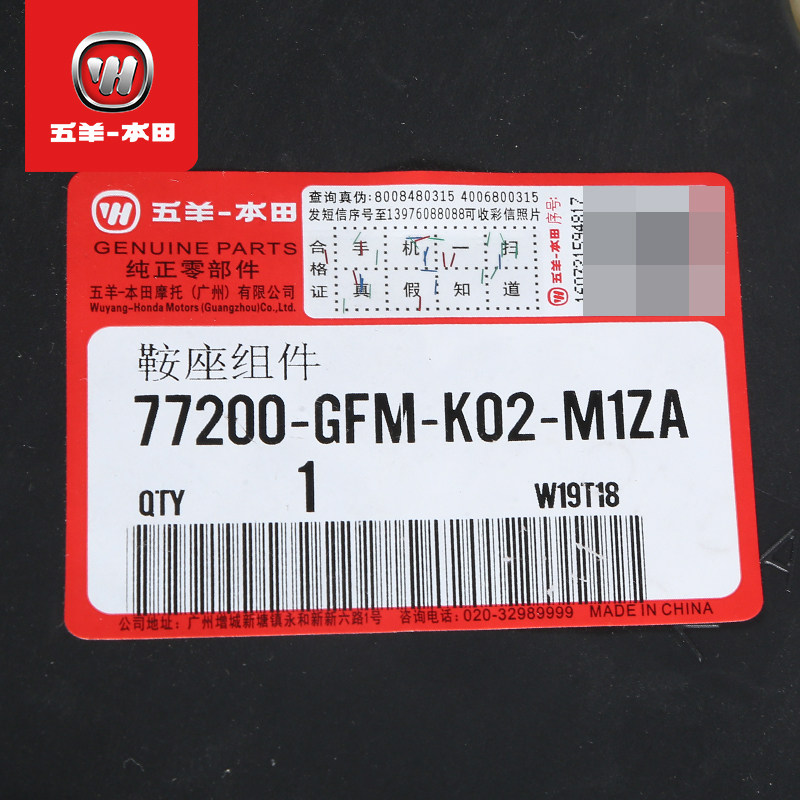 五羊-本田
五羊-本田
GENUINE PARTS
纯正零部件
五羊-本田摩托(广州)有限公司
Wuyang-Honda Motors (Guangzhou)Co.,Ltd.
查询真伪:8008480315 4006800315
发短信序号至13976088088可收彩信照片
合格证
手机一扫
真假知道
五羊-本田
序号:
鞍座组件
77200-GFM-K02-M1ZA
QTY 1 W19T18
公司地址:广州增城新塘镇永和新新六路1号 咨询电话:020-32989999 MADE IN CHINA